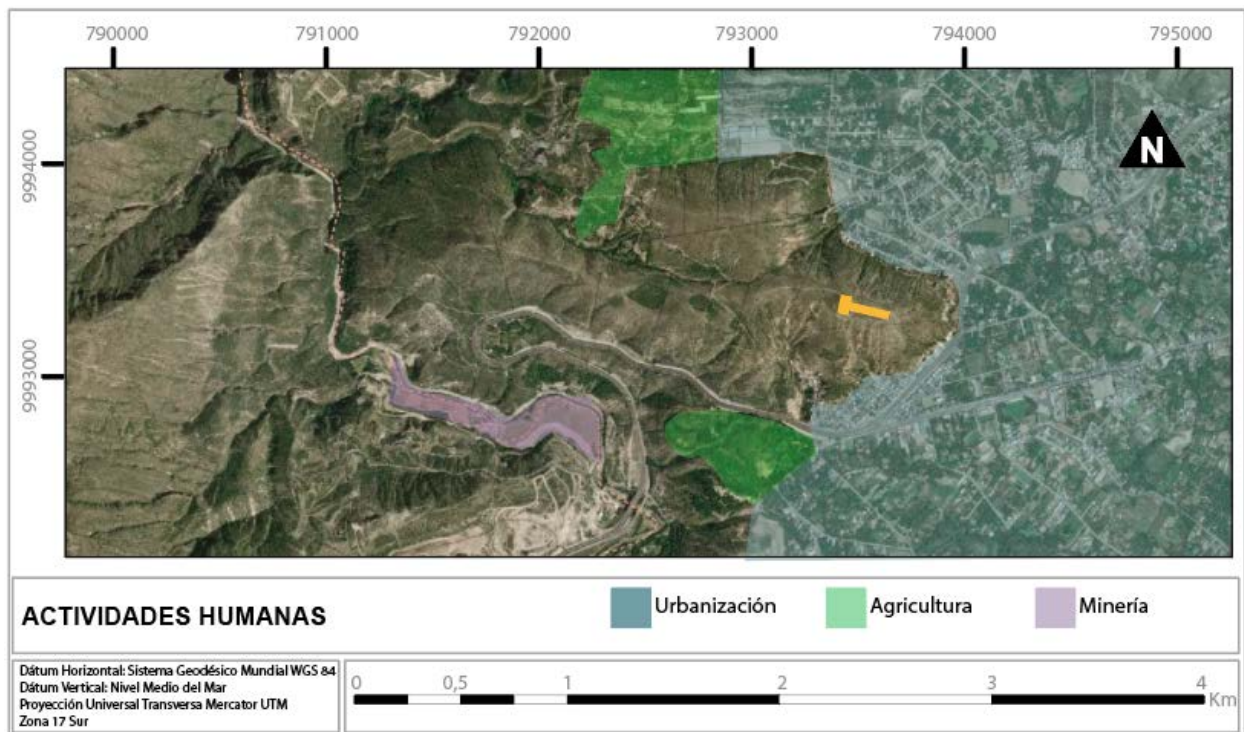 790000 791000 792000 793000 794000 795000
9994000
9993000
N
ACTIVIDADES HUMANAS
Urbanización Agricultura Minería
Dátum Horizontal: Sistema Geodésico Mundial WGS 84
Dátum Vertical: Nivel Medio del Mar
Proyección Universal Transversa Mercator UTM
Zona 17 Sur
0 0,5 1 2 3 4
Km